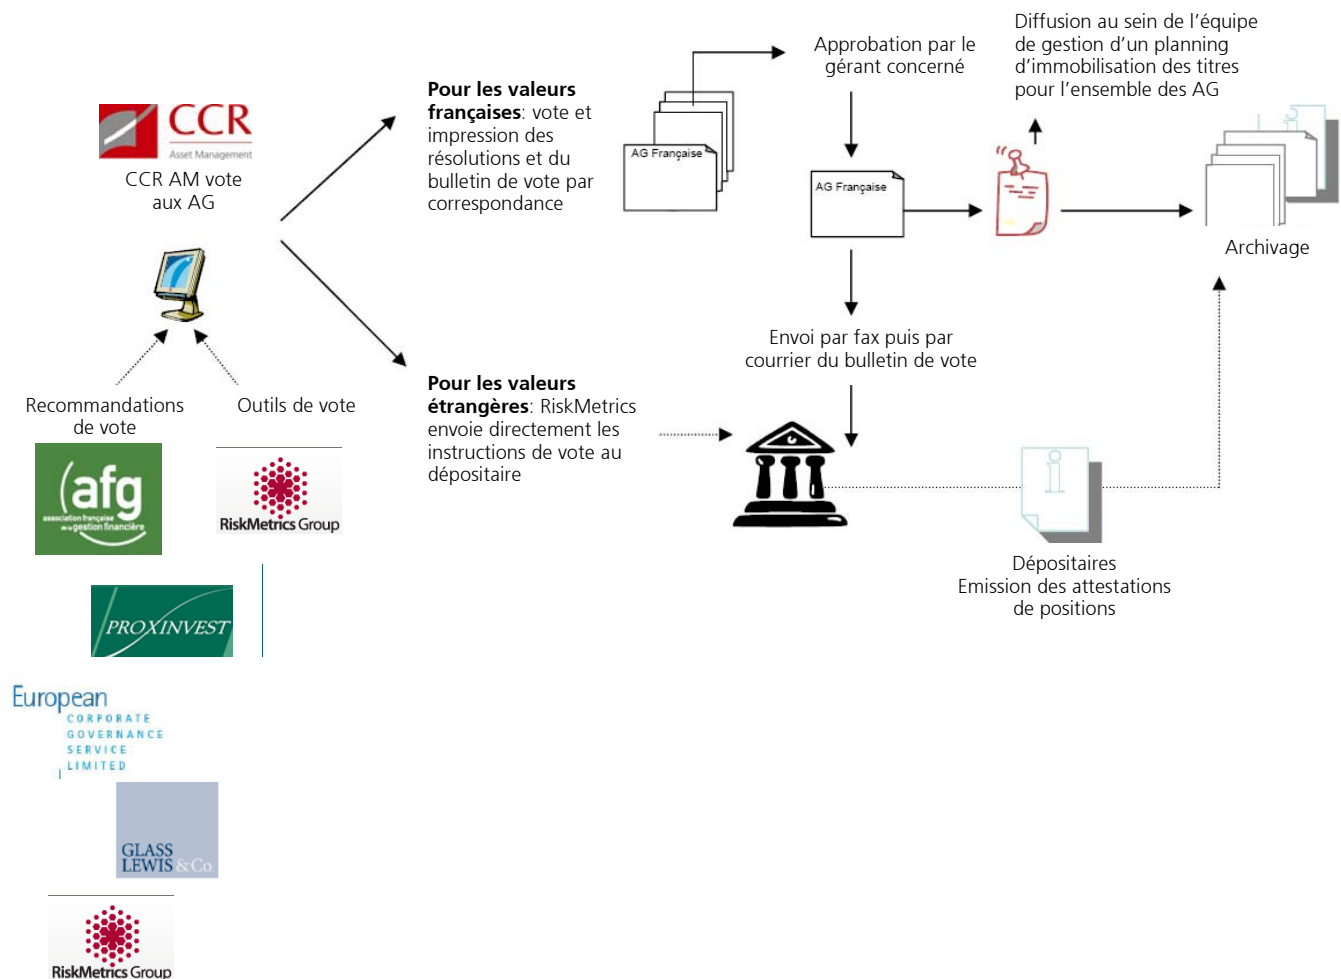 CCR
Asset Management
CCR AM vote
aux AG
Recommandations
de vote
Outils de vote
(afg
association française
de la gestion financière
RiskMetrics Group
PROXINVEST
European
CORPORATE
GOVERNANCE
SERVICE
LIMITED
GLASS
LEWIS & Co.
RiskMetrics Group
Pour les valeurs
françaises: vote et
impression des
résolutions et du
bulletin de vote par
correspondance
Pour les valeurs
étrangères: RiskMetrics
envoie directement les
instructions de vote au
dépositaire
AG Française
Approbation par le
gérant concerné
AG Française
Envoi par fax puis par
courrier du bulletin de vote
Diffusion au sein de l'équipe
de gestion d'un planning
d'immobilisation des titres
pour l'ensemble des AG
Archivage
Dépositaires
Emission des attestations
de positions